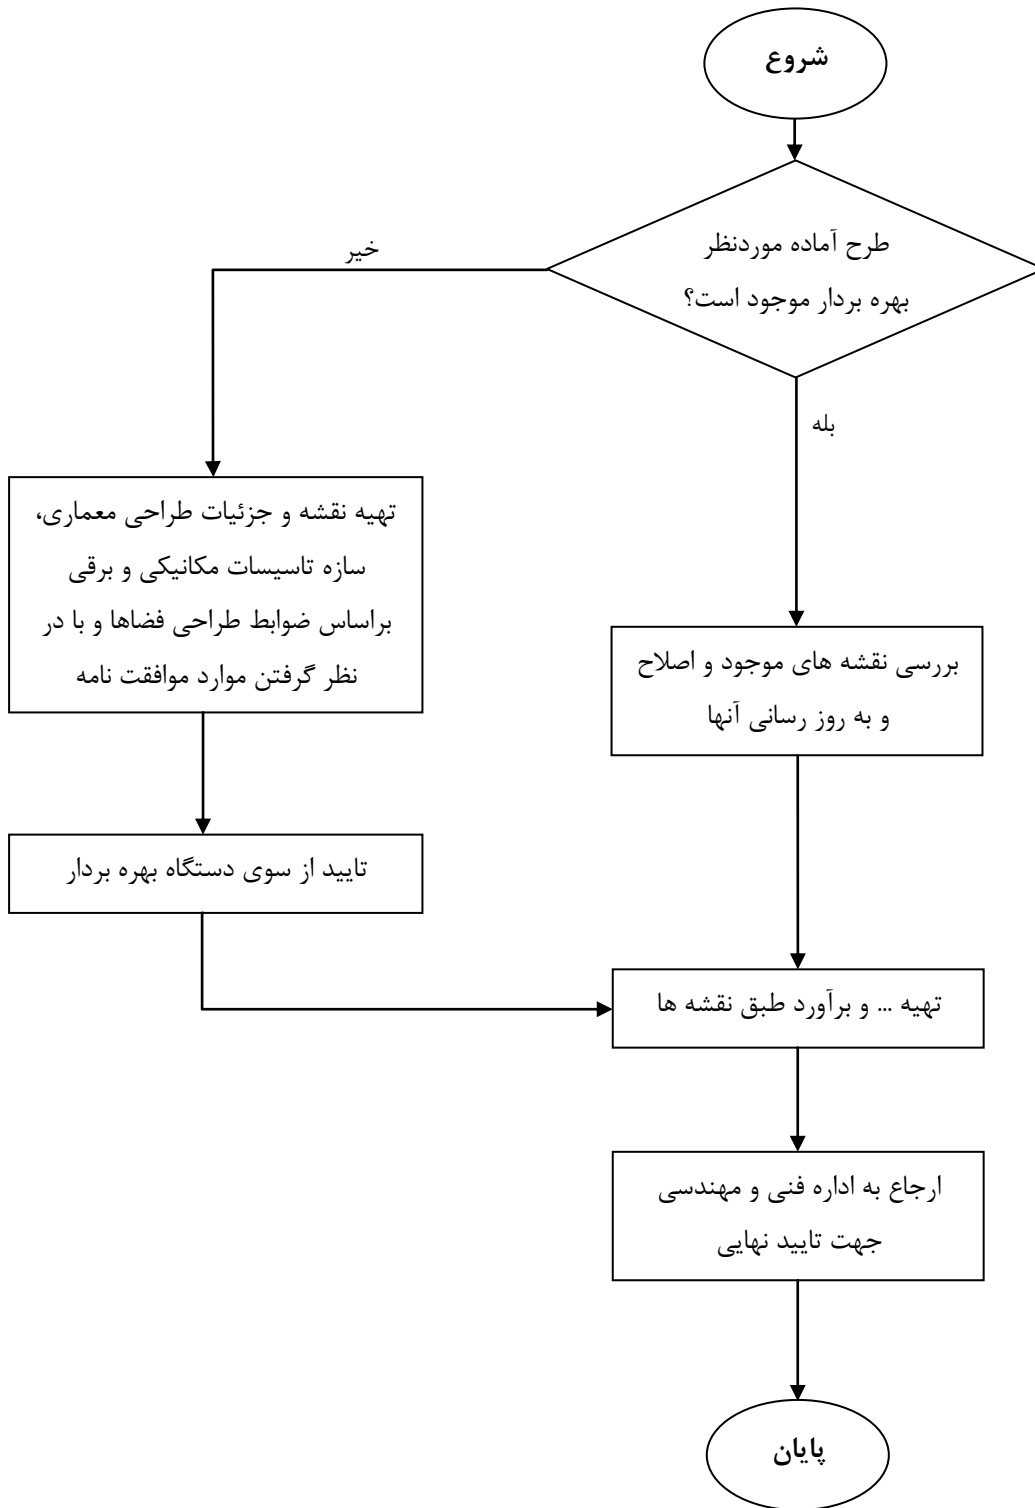 شروع
طرح آماده موردنظر
بهره بردار موجود است؟
خیر
بله
تهیه نقشه و جزئیات طراحی معماری،
سازه تاسیسات مکانیکی و برقی
براساس ضوابط طراحی فضاها و با در
نظر گرفتن موارد موافقت نامه
بررسی نقشه های موجود و اصلاح
و به روز رسانی آنها
تایید از سوی دستگاه بهره بردار
تهیه ... و برآورد طبق نقشه ها
ارجاع به اداره فنی و مهندسی
جهت تایید نهایی
پایان